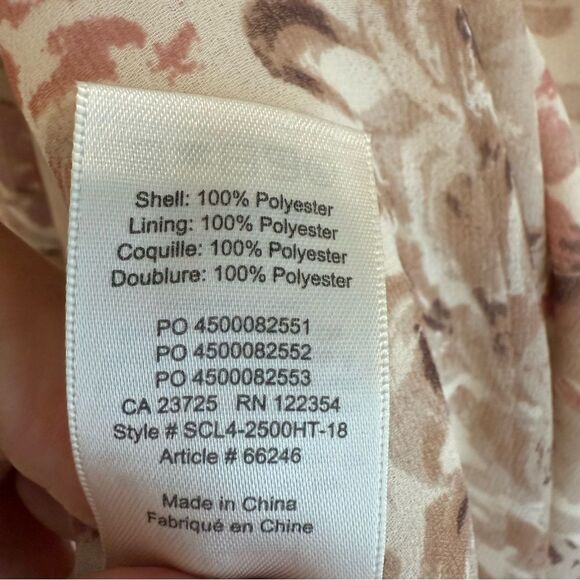 Shell: 100% Polyester
Lining: 100% Polyester
Coquille: 100% Polyester
Doublure: 100% Polyester
PO 4500082551
PO 4500082552
PO 4500082553
CA 23725 RN 122354
Style # SCL4-2500HT-18
Article # 66246
Made in China
Fabriqué en Chine